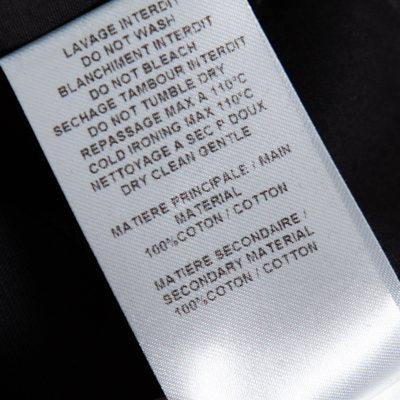 LAVAGE INTERDIT
DO NOT WASH
BLANCHIMENT INTERDIT
DO NOT BLEACH
SECHAGE TAMBOUR INTERDIT
DO NOT TUMBLE DRY
REPASSAGE MAX A 110°C
COLD IRONING MAX 110°C
NETTOYAGE A SEC P DOUX
DRY CLEAN GENTLE
MATIERE PRINCIPALE / MAIN
MATERIAL
100%COTON / COTTON
MATIÈRE SECONDAIRE /
SECONDARY MATERIAL
100%COTON / COTTON